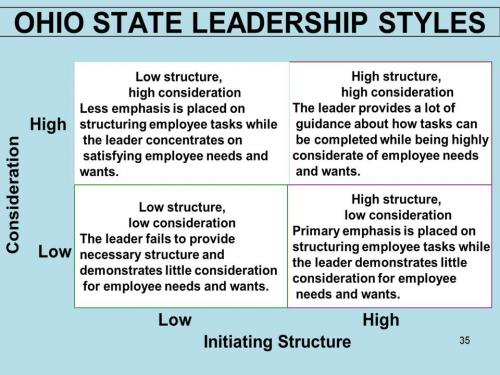 OHIO STATE LEADERSHIP STYLES
Low structure,
high consideration
Less emphasis is placed on
structuring employee tasks while
the leader concentrates on
satisfying employee needs and
wants.
High structure,
high consideration
The leader provides a lot of
guidance about how tasks can
be completed while being highly
considerate of employee needs
and wants.
High
Consideration
Low structure,
low consideration
The leader fails to provide
necessary structure and
demonstrates little consideration
for employee needs and wants.
High structure,
low consideration
Primary emphasis is placed on
structuring employee tasks while
the leader demonstrates little
consideration for employee
needs and wants.
Low
Low
High
Initiating Structure
35